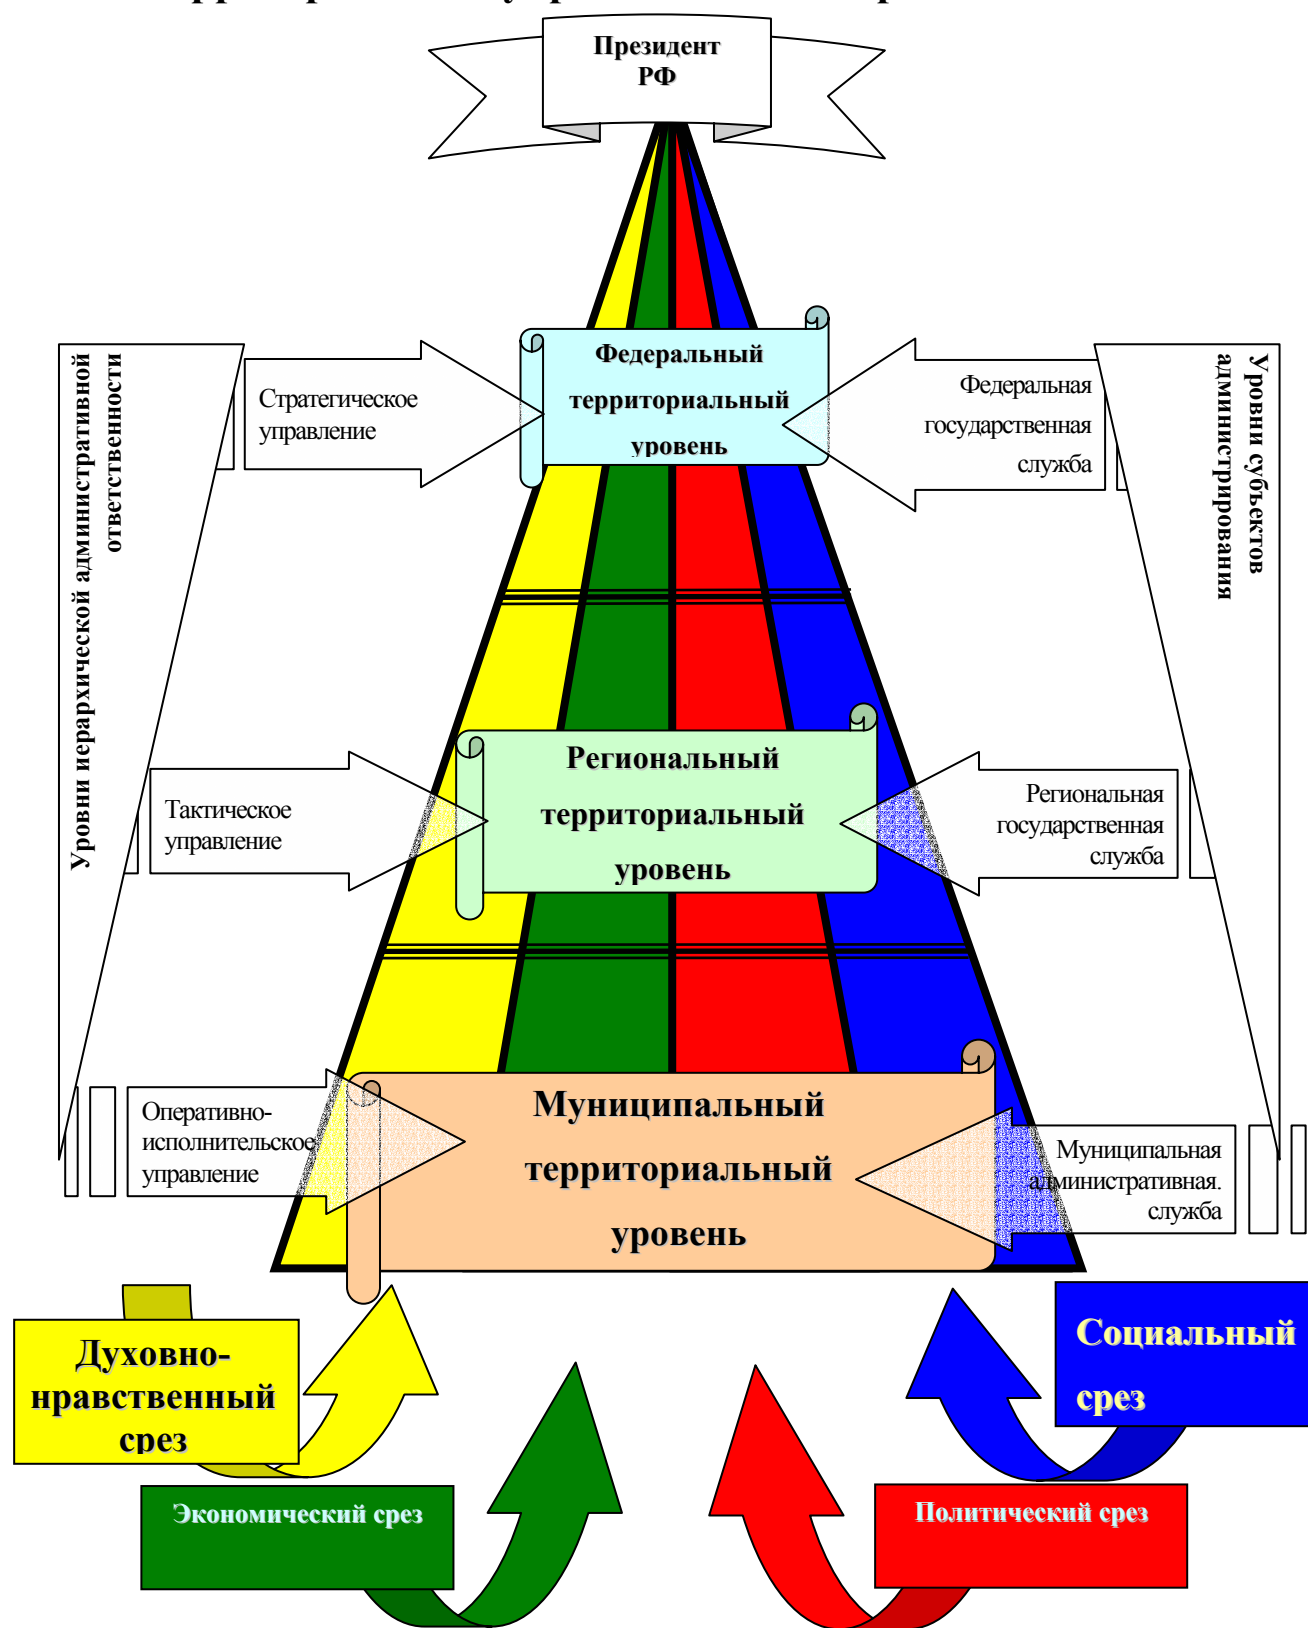 Президент
РФ
Уровни иерархической административной
ответственности
Стратегическое
управление
Федеральный
территориальный
уровень
Федеральная
государственная
служба
Уровни субъектов
администрирования
Тактическое
управление
Региональный
территориальный
уровень
Региональная
государственная
служба
Оперативно-
исполнительское
управление
Муниципальный
территориальный
уровень
Муниципальная
административная.
служба
Духовно-
нравственный
срез
Социальный
срез
Экономический срез
Политический срез